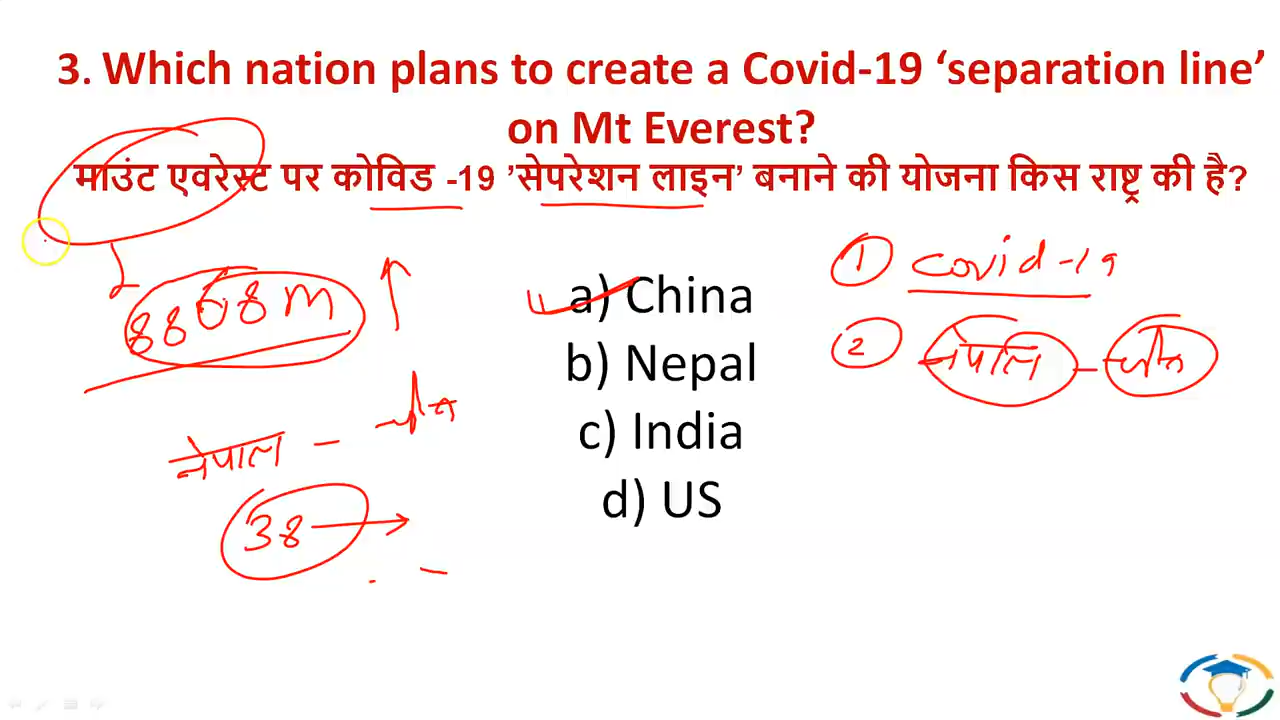 3. Which nation plans to create a Covid-19 ‘separation line’
on Mt Everest?
माउंट एवरेस्ट पर कोविड -19 ’सेपरेशन लाइन’ बनाने की योजना किस राष्ट्र की है?
8868m
नेपाल - चीन
38
a) China
b) Nepal
c) India
d) US
1 Covid-19
2 नेपाल - चीन